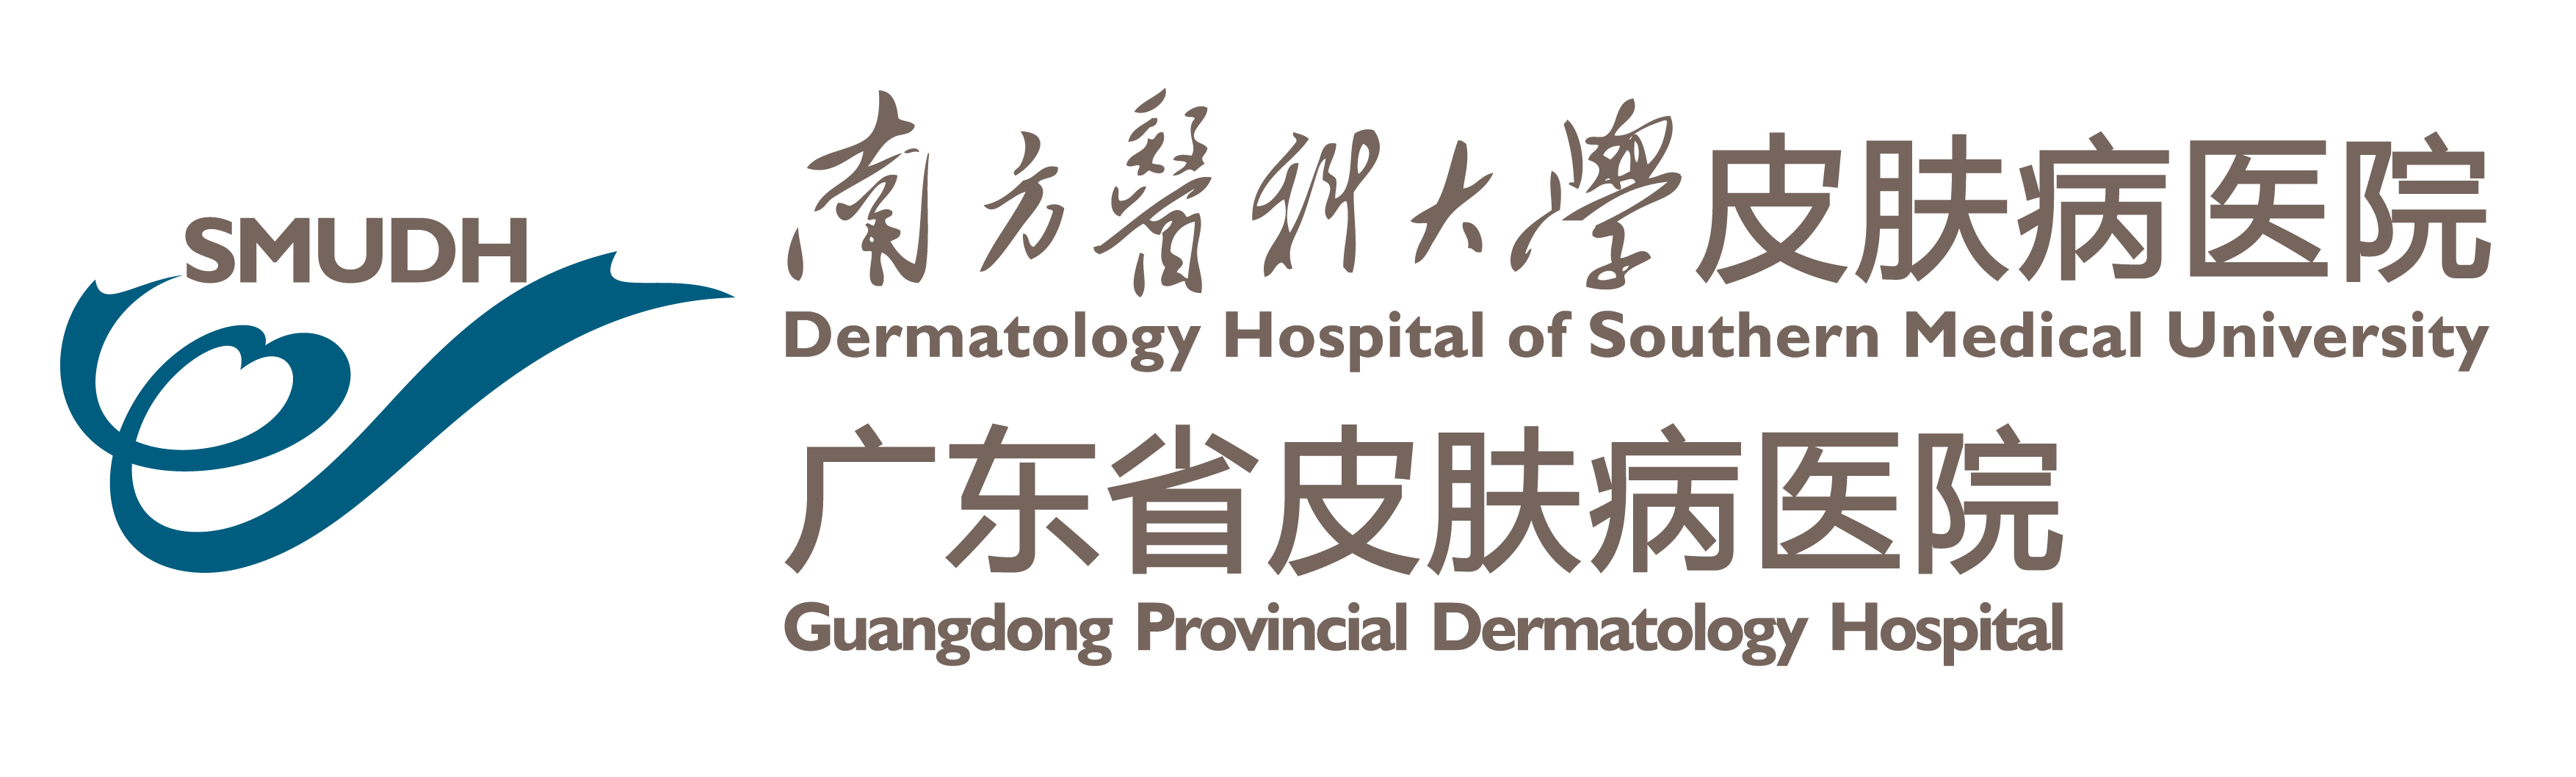 SMUDH
南方醫科大學皮肤病医院
Dermatology Hospital of Southern Medical University
广东省皮肤病医院
Guangdong Provincial Dermatology Hospital